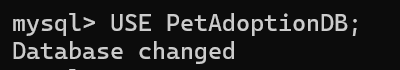 mysql> USE PetAdoptionDB;
Database changed